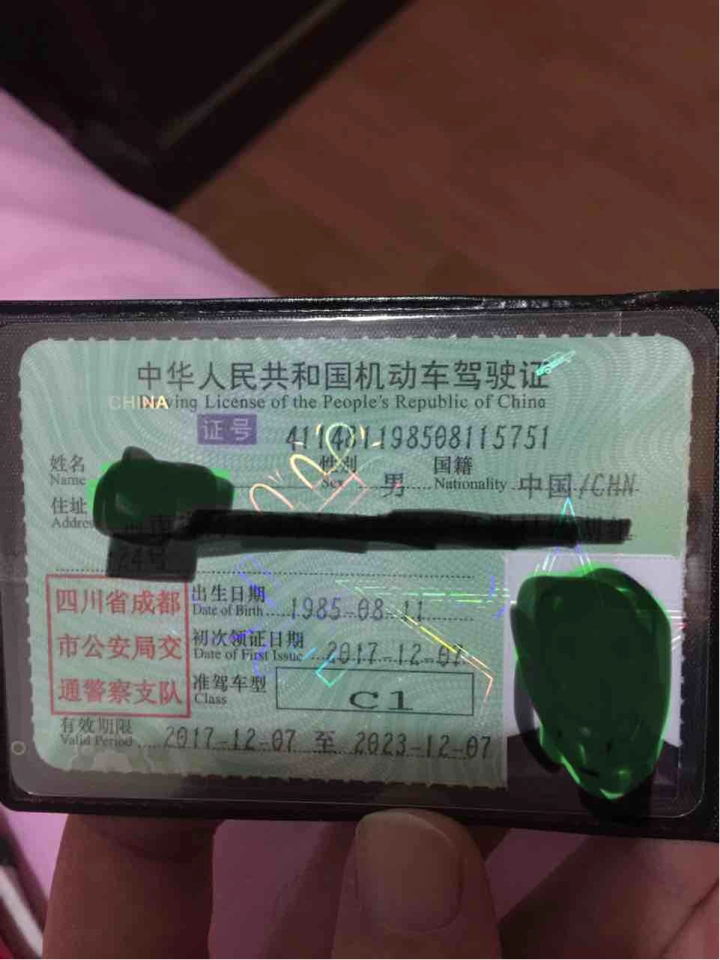 中华人民共和国机动车驾驶证
CHINA
Driving License of the People's Republic of China
证号 411481198508115751
姓名 性别 男 国籍 中国/CHN
Name Sex Nationality
住址
Address
四川省成都
市公安局交
通警察支队
出生日期 1985-08-11
Date of Birth
初次领证日期 2017-12-07
Date of First Issue
准驾车型 C1
Class
有效期限 2017-12-07 至 2023-12-07
Valid Period